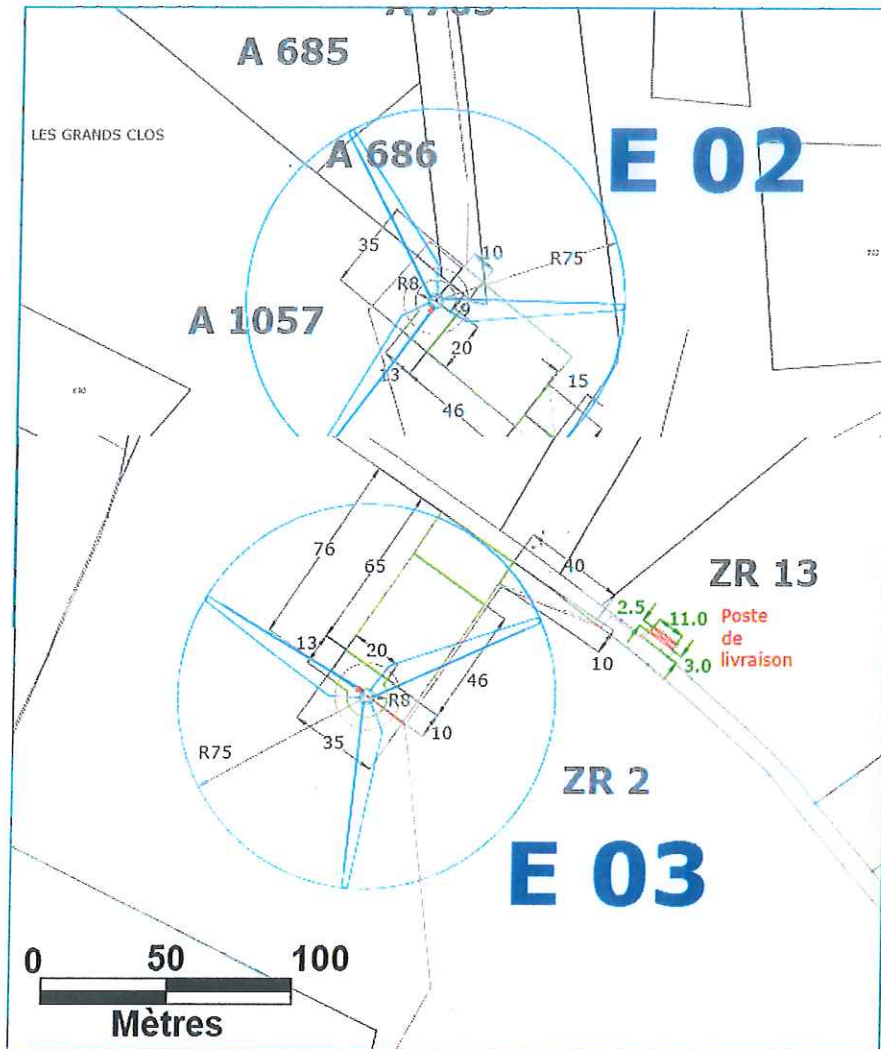 A 685
LES GRANDS CLOS
A 686
E 02
35
10
R75
R8
A 1057
9
20
13
15
46
76
65
40
ZR 13
2.5
11.0
Poste
de
livraison
13
20
10
3.0
46
R8
10
35
R75
ZR 2
E 03
0 50 100
Mètres